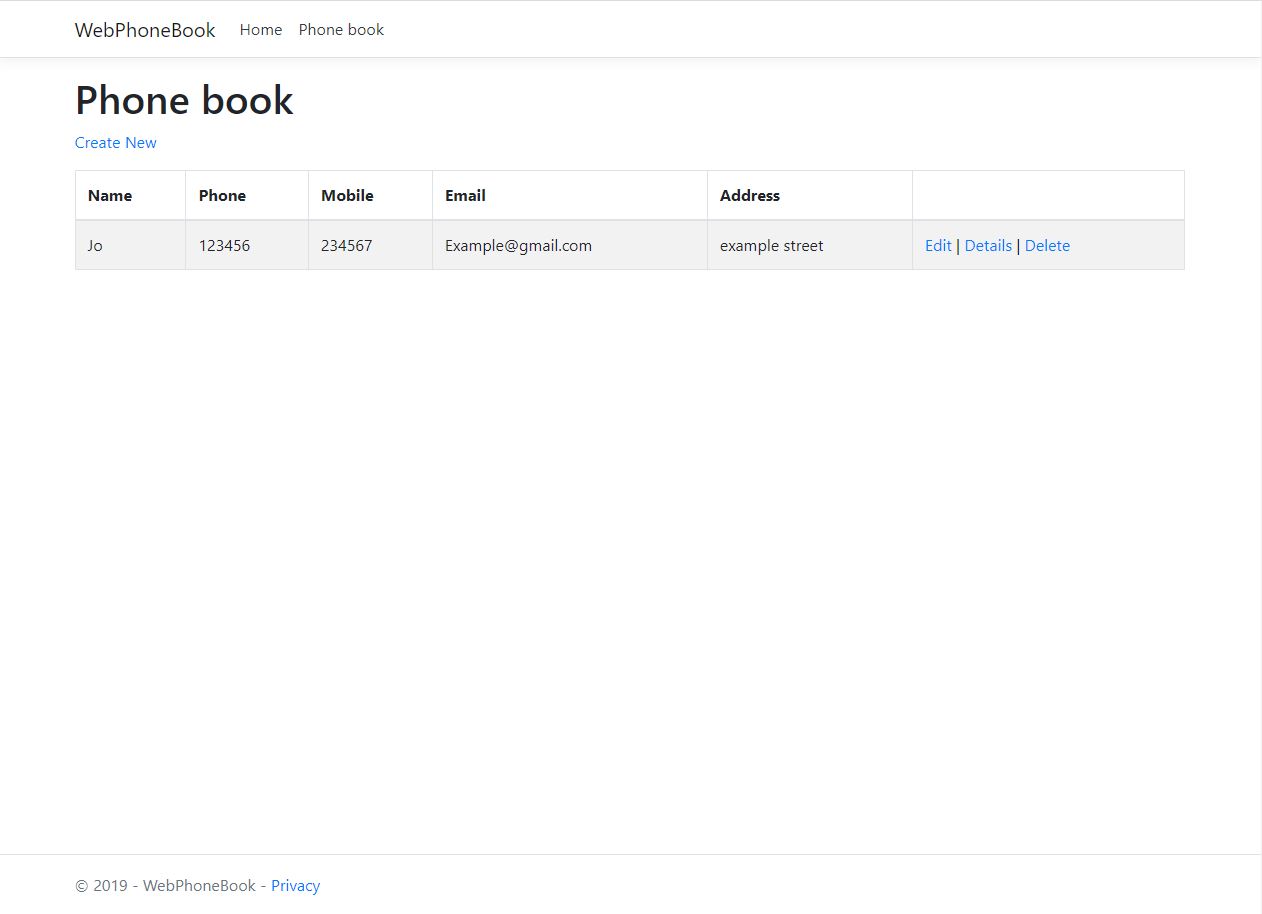 WebPhoneBook Home Phone book
Phone book
Create New
Name Phone Mobile Email Address
Jo 123456 234567 Example@gmail.com example street Edit | Details | Delete
© 2019 - WebPhoneBook - Privacy